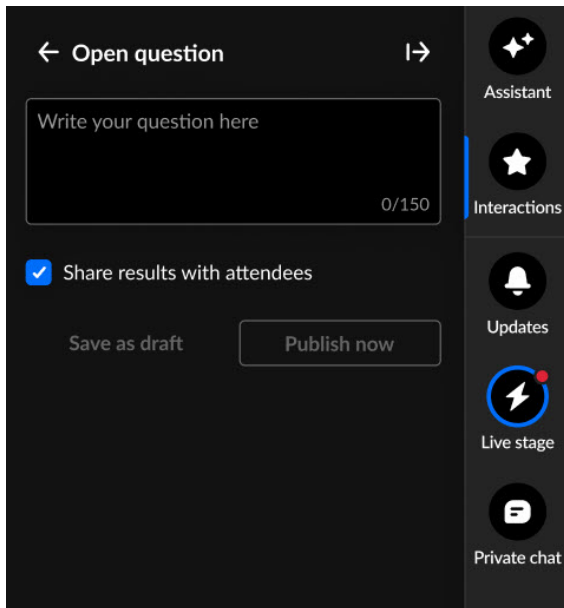 Open question
Write your question here
0/150
Share results with attendees
Save as draft
Publish now
Assistant
Interactions
Updates
Live stage
Private chat